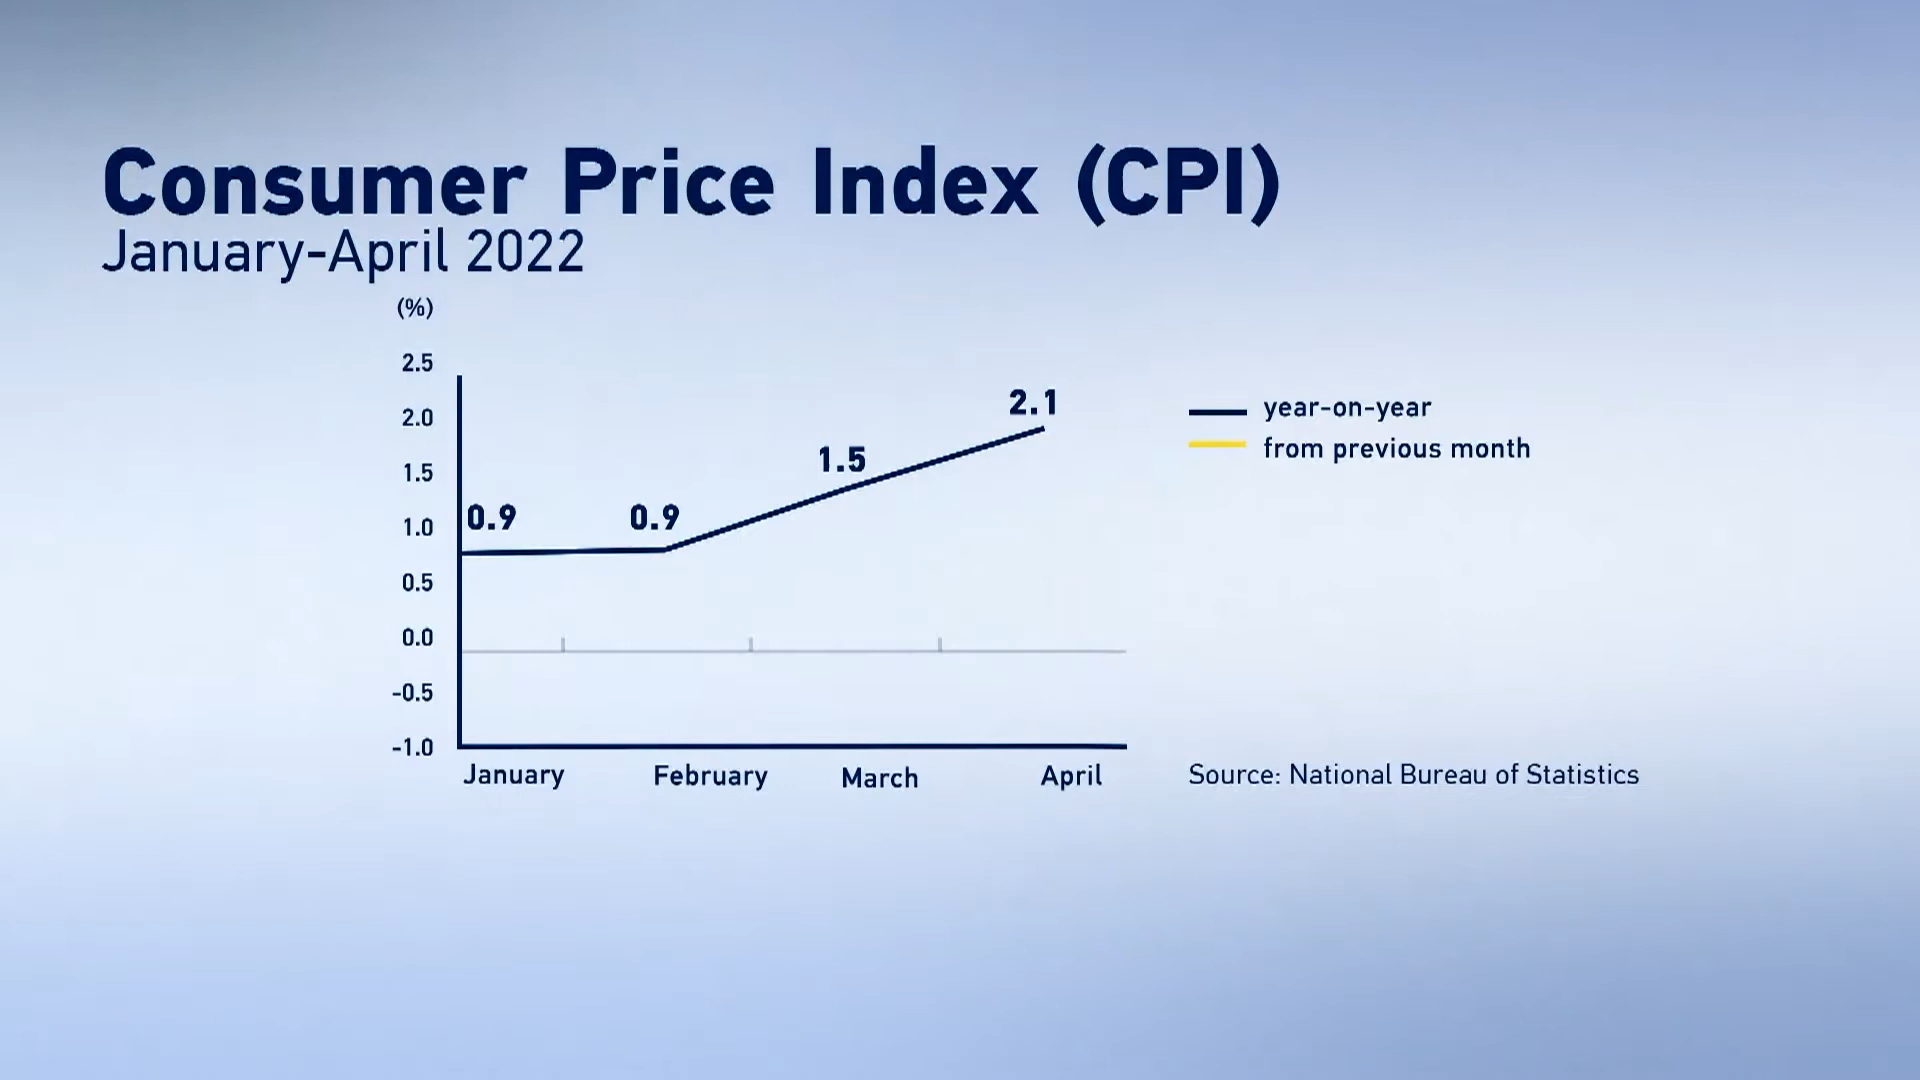 Consumer Price Index (CPI)
January-April 2022
(%)
2.5
2.0
1.5
1.0
0.5
0.0
-0.5
-1.0
0.9
0.9
1.5
2.1
January
February
March
April
year-on-year
from previous month
Source: National Bureau of Statistics